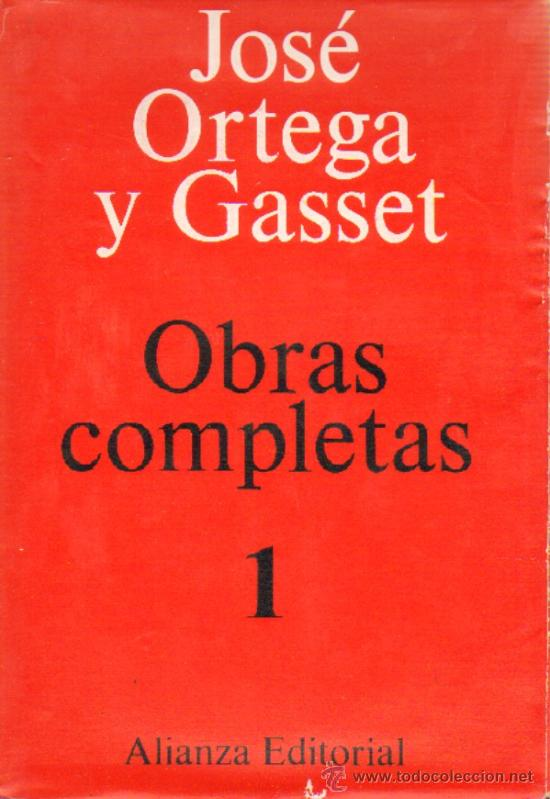 José
Ortega
y Gasset
Obras
completas
1
Alianza Editorial
www.todocoleccion.net